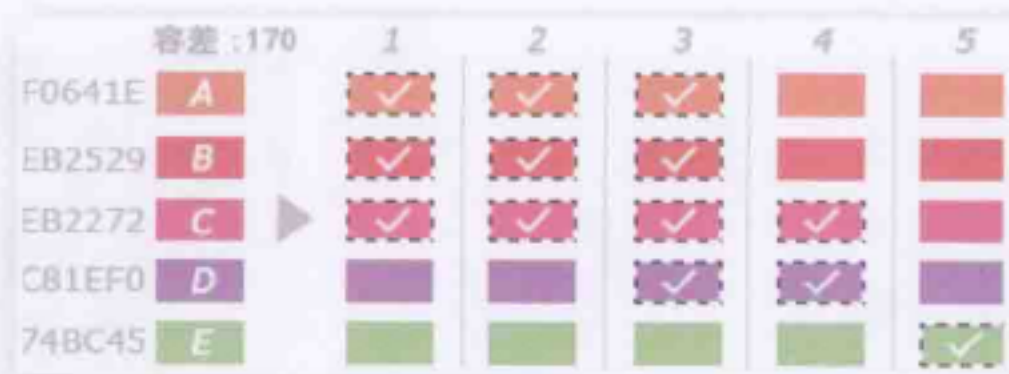 容差 :170 1 2 3 4 5
F0641E A
EB2529 B
EB2272 C
C81EF0 D
74BC45 E